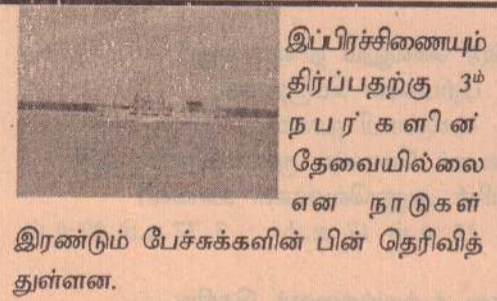 இப்பிரச்சிணையும்
திர்ப்பதற்கு 3ம்
நபர்களின்
தேவையில்லை
என நாடுகள்
இரண்டும் பேச்சுக்களின் பின் தெரிவித்
துள்ளன.